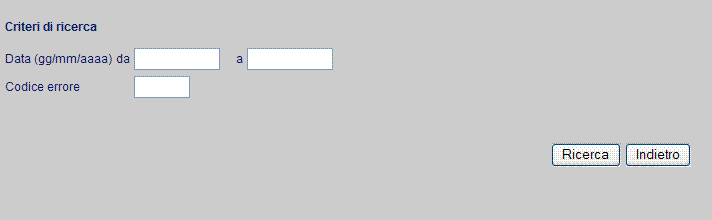 Criteri di ricerca
Data (gg/mm/aaaa) da a
Codice errore
Ricerca Indietro